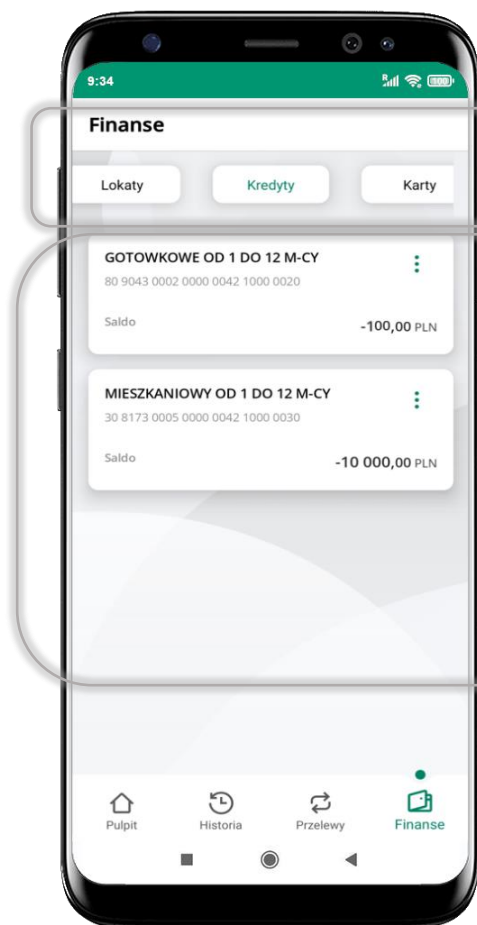 9:34
R 100
Finanse
Lokaty Kredyty Karty
GOTOWKOWE OD 1 DO 12 M-CY
80 9043 0002 0000 0042 1000 0020
Saldo -100,00 PLN
MIESZKANIOWY OD 1 DO 12 M-CY
30 8173 0005 0000 0042 1000 0030
Saldo -10 000,00 PLN
Pulpit Historia Przelewy Finanse